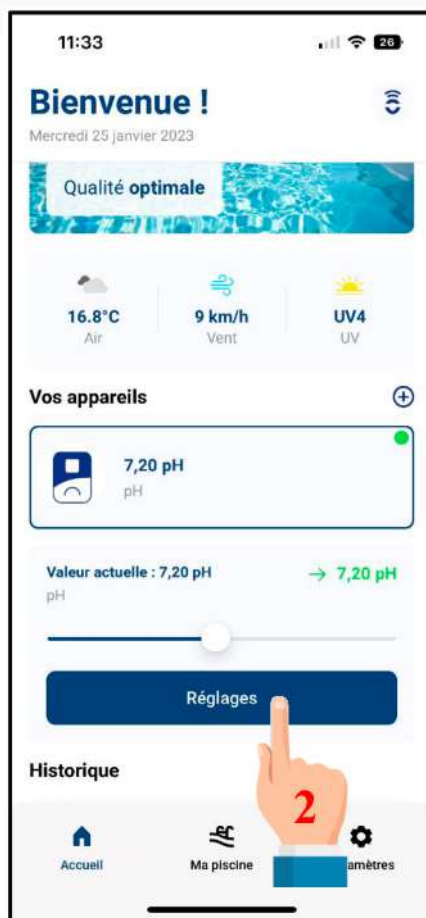 11:33
26
Bienvenue !
Mercredi 25 janvier 2023
Qualité optimale
16.8°C 9 km/h UV4
Air Vent UV
Vos appareils
7,20 pH
pH
Valeur actuelle : 7,20 pH → 7,20 pH
pH
Réglages
Historique
2
Accueil Ma piscine amètres